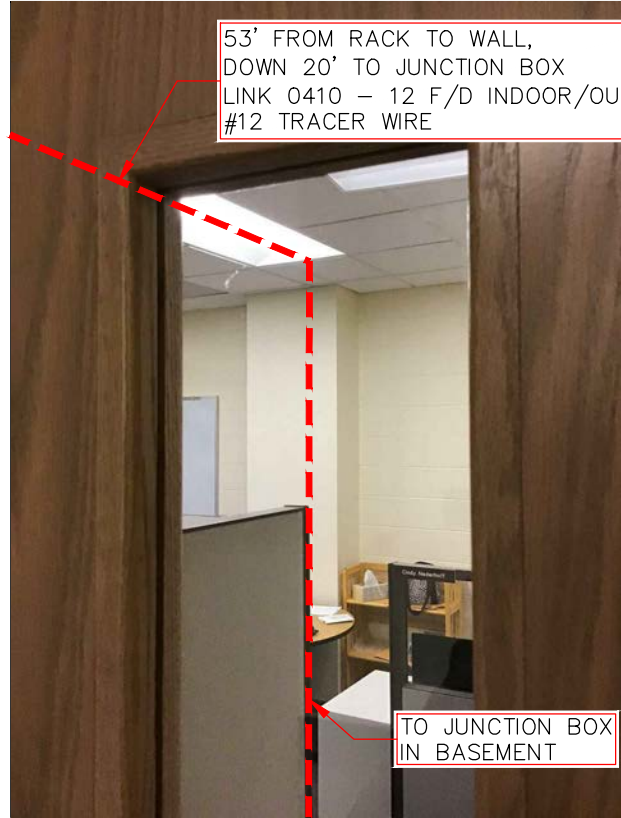 53' FROM RACK TO WALL,
DOWN 20' TO JUNCTION BOX
LINK 0410 – 12 F/D INDOOR/OU
#12 TRACER WIRE
Cindy
TO JUNCTION BOX
IN BASEMENT